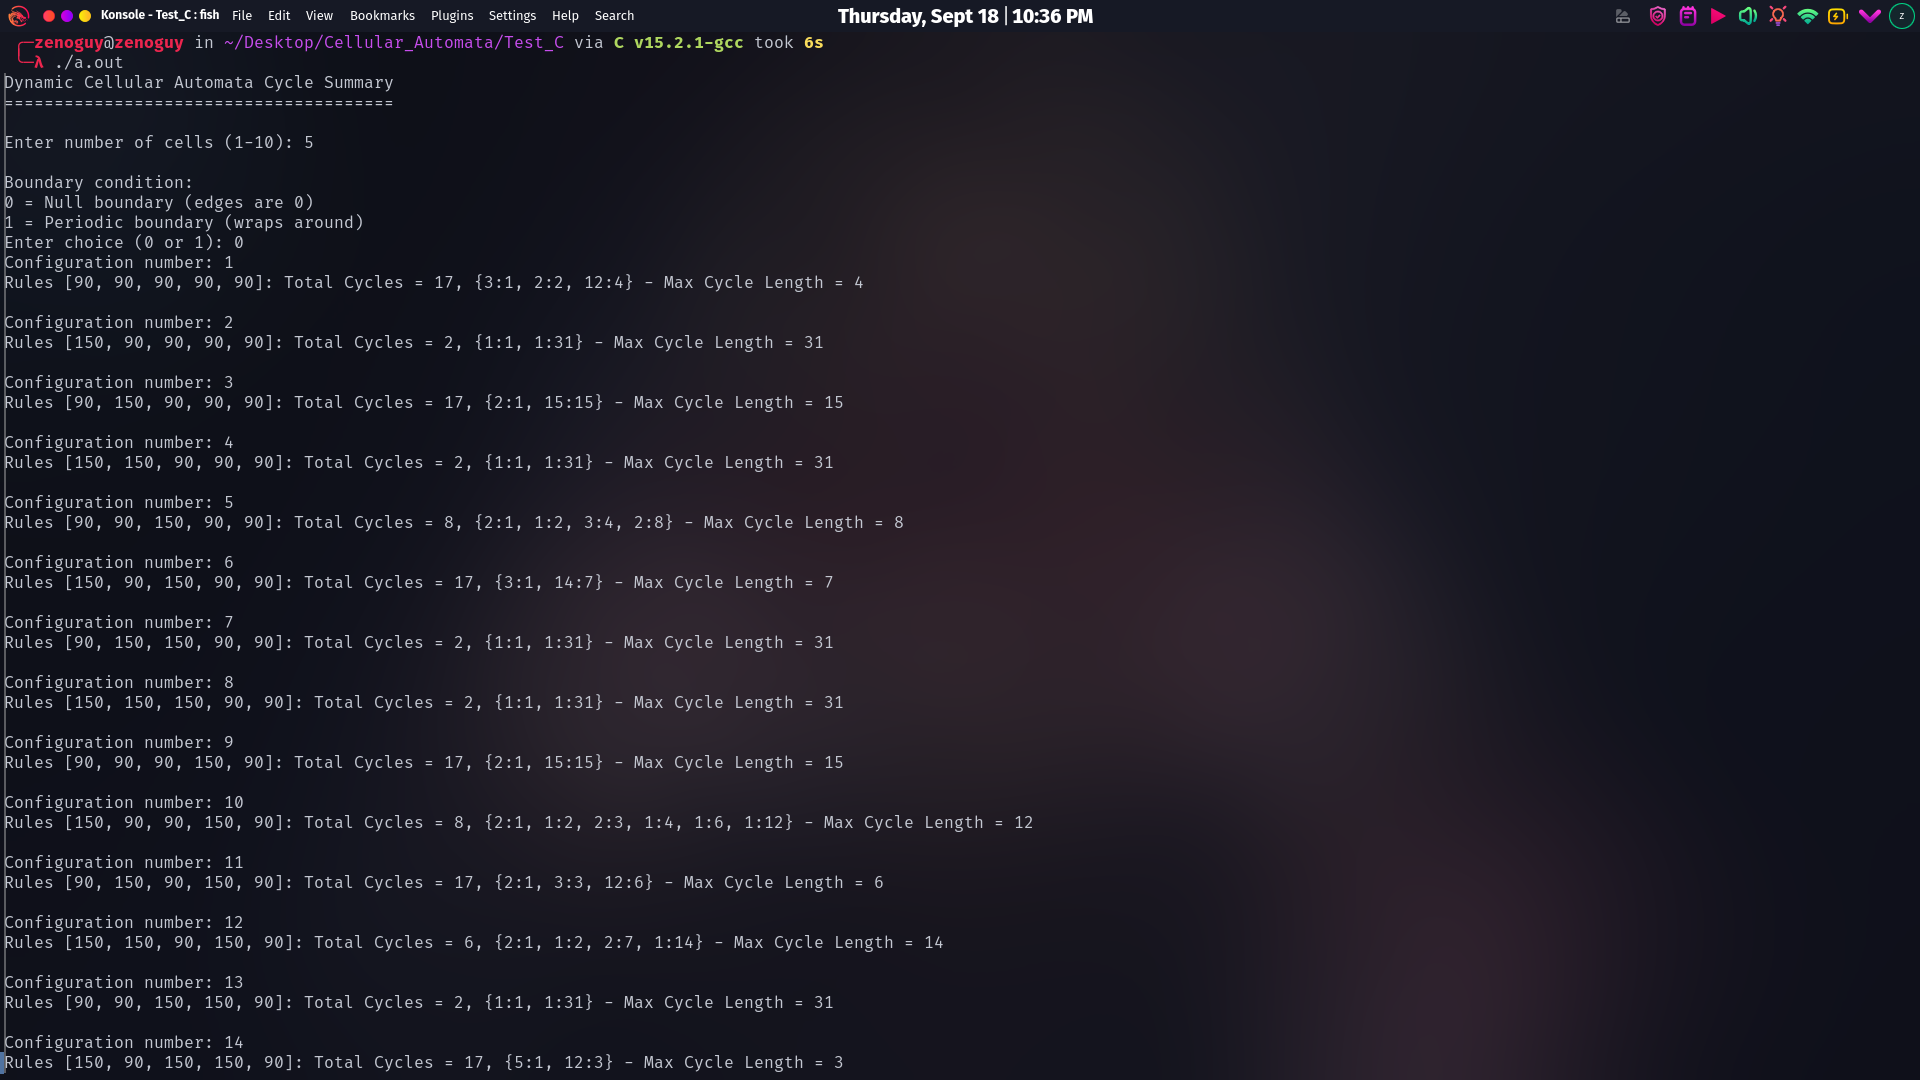 Konsole - Test_C : fish File Edit View Bookmarks Plugins Settings Help Search Thursday, Sept 18 | 10:36 PM z
zenoguy@zenoguy in ~/Desktop/Cellular_Automata/Test_C via C v15.2.1-gcc took 6s
λ ./a.out
Dynamic Cellular Automata Cycle Summary
=======================================
Enter number of cells (1-10): 5
Boundary condition:
0 = Null boundary (edges are 0)
1 = Periodic boundary (wraps around)
Enter choice (0 or 1): 0
Configuration number: 1
Rules [90, 90, 90, 90, 90]: Total Cycles = 17, {3:1, 2:2, 12:4} - Max Cycle Length = 4
Configuration number: 2
Rules [150, 90, 90, 90, 90]: Total Cycles = 2, {1:1, 1:31} - Max Cycle Length = 31
Configuration number: 3
Rules [90, 150, 90, 90, 90]: Total Cycles = 17, {2:1, 15:15} - Max Cycle Length = 15
Configuration number: 4
Rules [150, 150, 90, 90, 90]: Total Cycles = 2, {1:1, 1:31} - Max Cycle Length = 31
Configuration number: 5
Rules [90, 90, 150, 90, 90]: Total Cycles = 8, {2:1, 1:2, 3:4, 2:8} - Max Cycle Length = 8
Configuration number: 6
Rules [150, 90, 150, 90, 90]: Total Cycles = 17, {3:1, 14:7} - Max Cycle Length = 7
Configuration number: 7
Rules [90, 150, 150, 90, 90]: Total Cycles = 2, {1:1, 1:31} - Max Cycle Length = 31
Configuration number: 8
Rules [150, 150, 150, 90, 90]: Total Cycles = 2, {1:1, 1:31} - Max Cycle Length = 31
Configuration number: 9
Rules [90, 90, 90, 150, 90]: Total Cycles = 17, {2:1, 15:15} - Max Cycle Length = 15
Configuration number: 10
Rules [150, 90, 90, 150, 90]: Total Cycles = 8, {2:1, 1:2, 2:3, 1:4, 1:6, 1:12} - Max Cycle Length = 12
Configuration number: 11
Rules [90, 150, 90, 150, 90]: Total Cycles = 17, {2:1, 3:3, 12:6} - Max Cycle Length = 6
Configuration number: 12
Rules [150, 150, 90, 150, 90]: Total Cycles = 6, {2:1, 1:2, 2:7, 1:14} - Max Cycle Length = 14
Configuration number: 13
Rules [90, 90, 150, 150, 90]: Total Cycles = 2, {1:1, 1:31} - Max Cycle Length = 31
Configuration number: 14
Rules [150, 90, 150, 150, 90]: Total Cycles = 17, {5:1, 12:3} - Max Cycle Length = 3